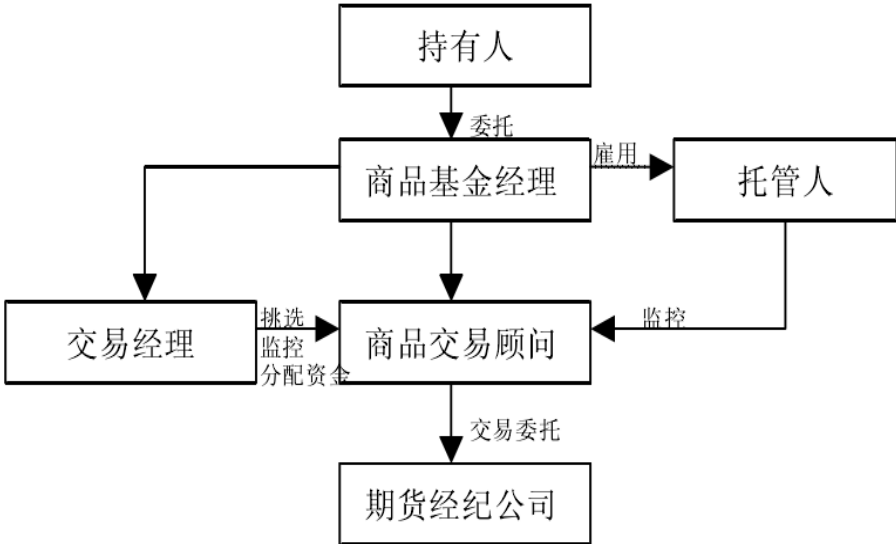 持有人
委托
商品基金经理
雇用
托管人
交易经理
挑选
监控
分配资金
商品交易顾问
监控
交易委托
期货经纪公司